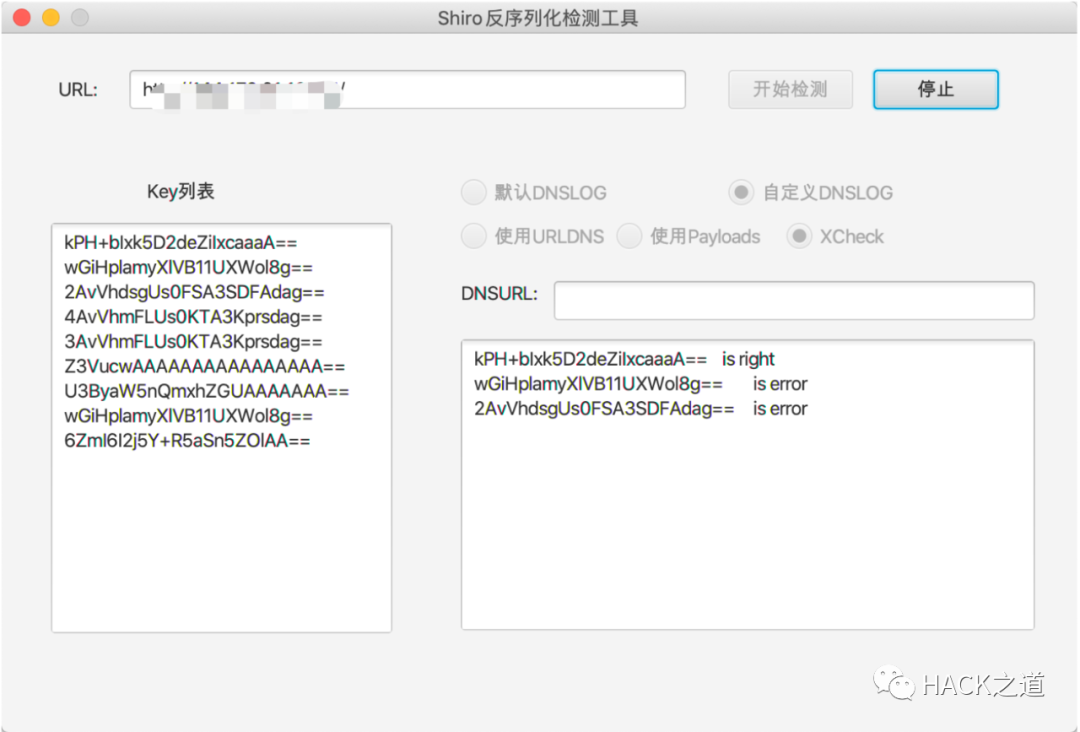 Shiro反序列化检测工具
URL:
开始检测
停止
Key列表
默认DNSLOG
自定义DNSLOG
使用URLDNS
使用Payloads
XCheck
kPH+bIxk5D2deZiIxcaaaA==
wGiHplamyXlVB11UXWol8g==
2AvVhdsgUs0FSA3SDFAdag==
4AvVhmFLUs0KTA3Kprsdag==
3AvVhmFLUs0KTA3Kprsdag==
Z3VucwAAAAAAAAAAAAAAAA==
U3ByaW5nQmxhZGUAAAAAAA==
wGiHplamyXlVB11UXWol8g==
6ZmI6I2j5Y+R5aSn5ZOlAA==
DNSURL:
kPH+bIxk5D2deZiIxcaaaA== is right
wGiHplamyXlVB11UXWol8g== is error
2AvVhdsgUs0FSA3SDFAdag== is error
HACK之道